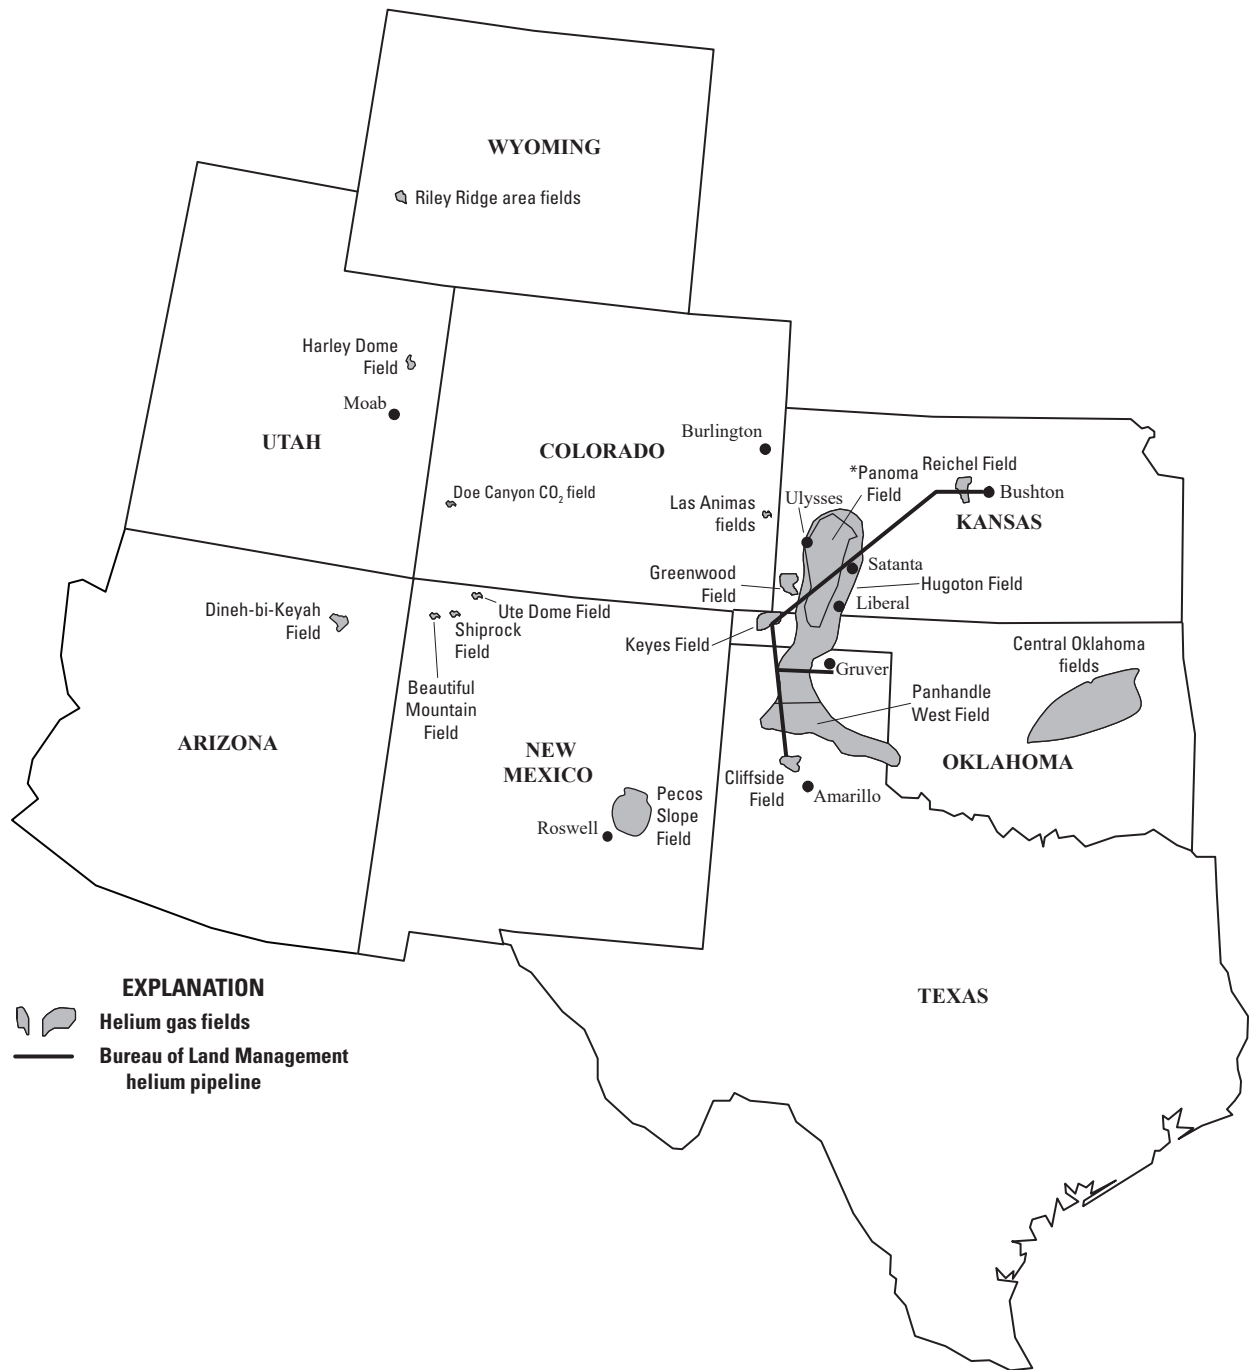 WYOMING
Riley Ridge area fields
Harley Dome
Field
Moab
UTAH
COLORADO
Burlington
Doe Canyon CO₂ field
Las Animas
fields
*Panoma
Field
Reichel Field
Ulysses
Bushton
KANSAS
Greenwood
Field
Satanta
Hugoton Field
Liberal
Dineh-bi-Keyah
Field
Ute Dome Field
Shiprock
Field
Keyes Field
Beautiful
Mountain
Field
Gruver
Central Oklahoma
fields
Panhandle
West Field
ARIZONA
NEW
MEXICO
OKLAHOMA
Cliffside
Field
Amarillo
Pecos
Slope
Field
Roswell
TEXAS
EXPLANATION
Helium gas fields
Bureau of Land Management
helium pipeline